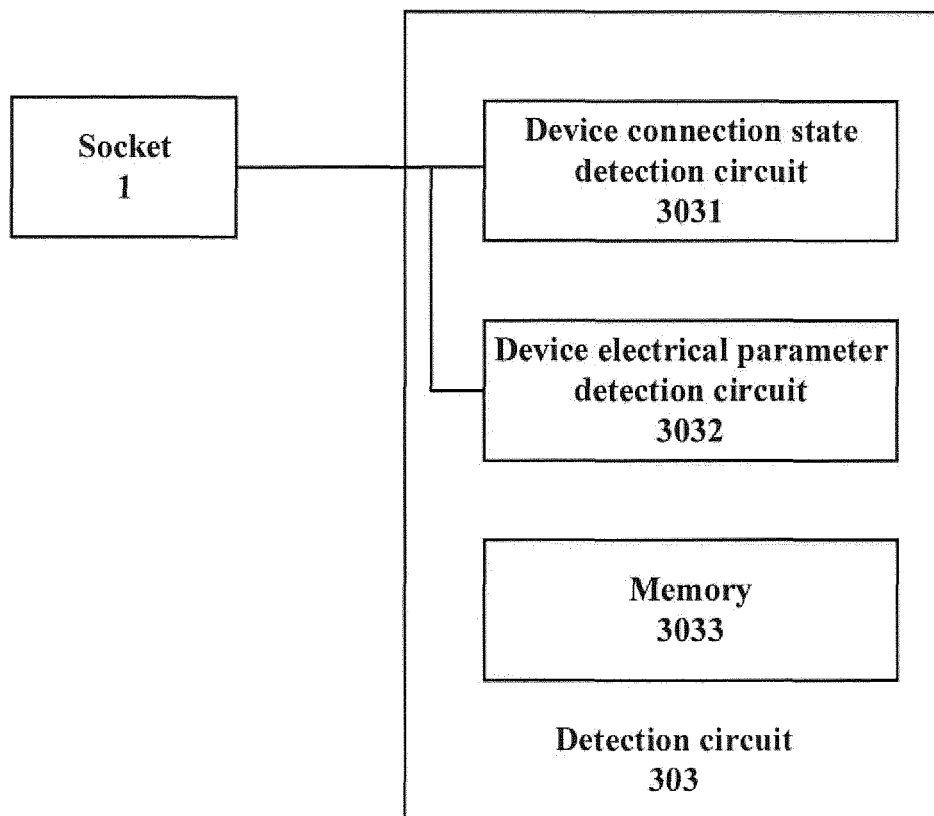 Socket
1
Device connection state
detection circuit
3031
Device electrical parameter
detection circuit
3032
Memory
3033
Detection circuit
303